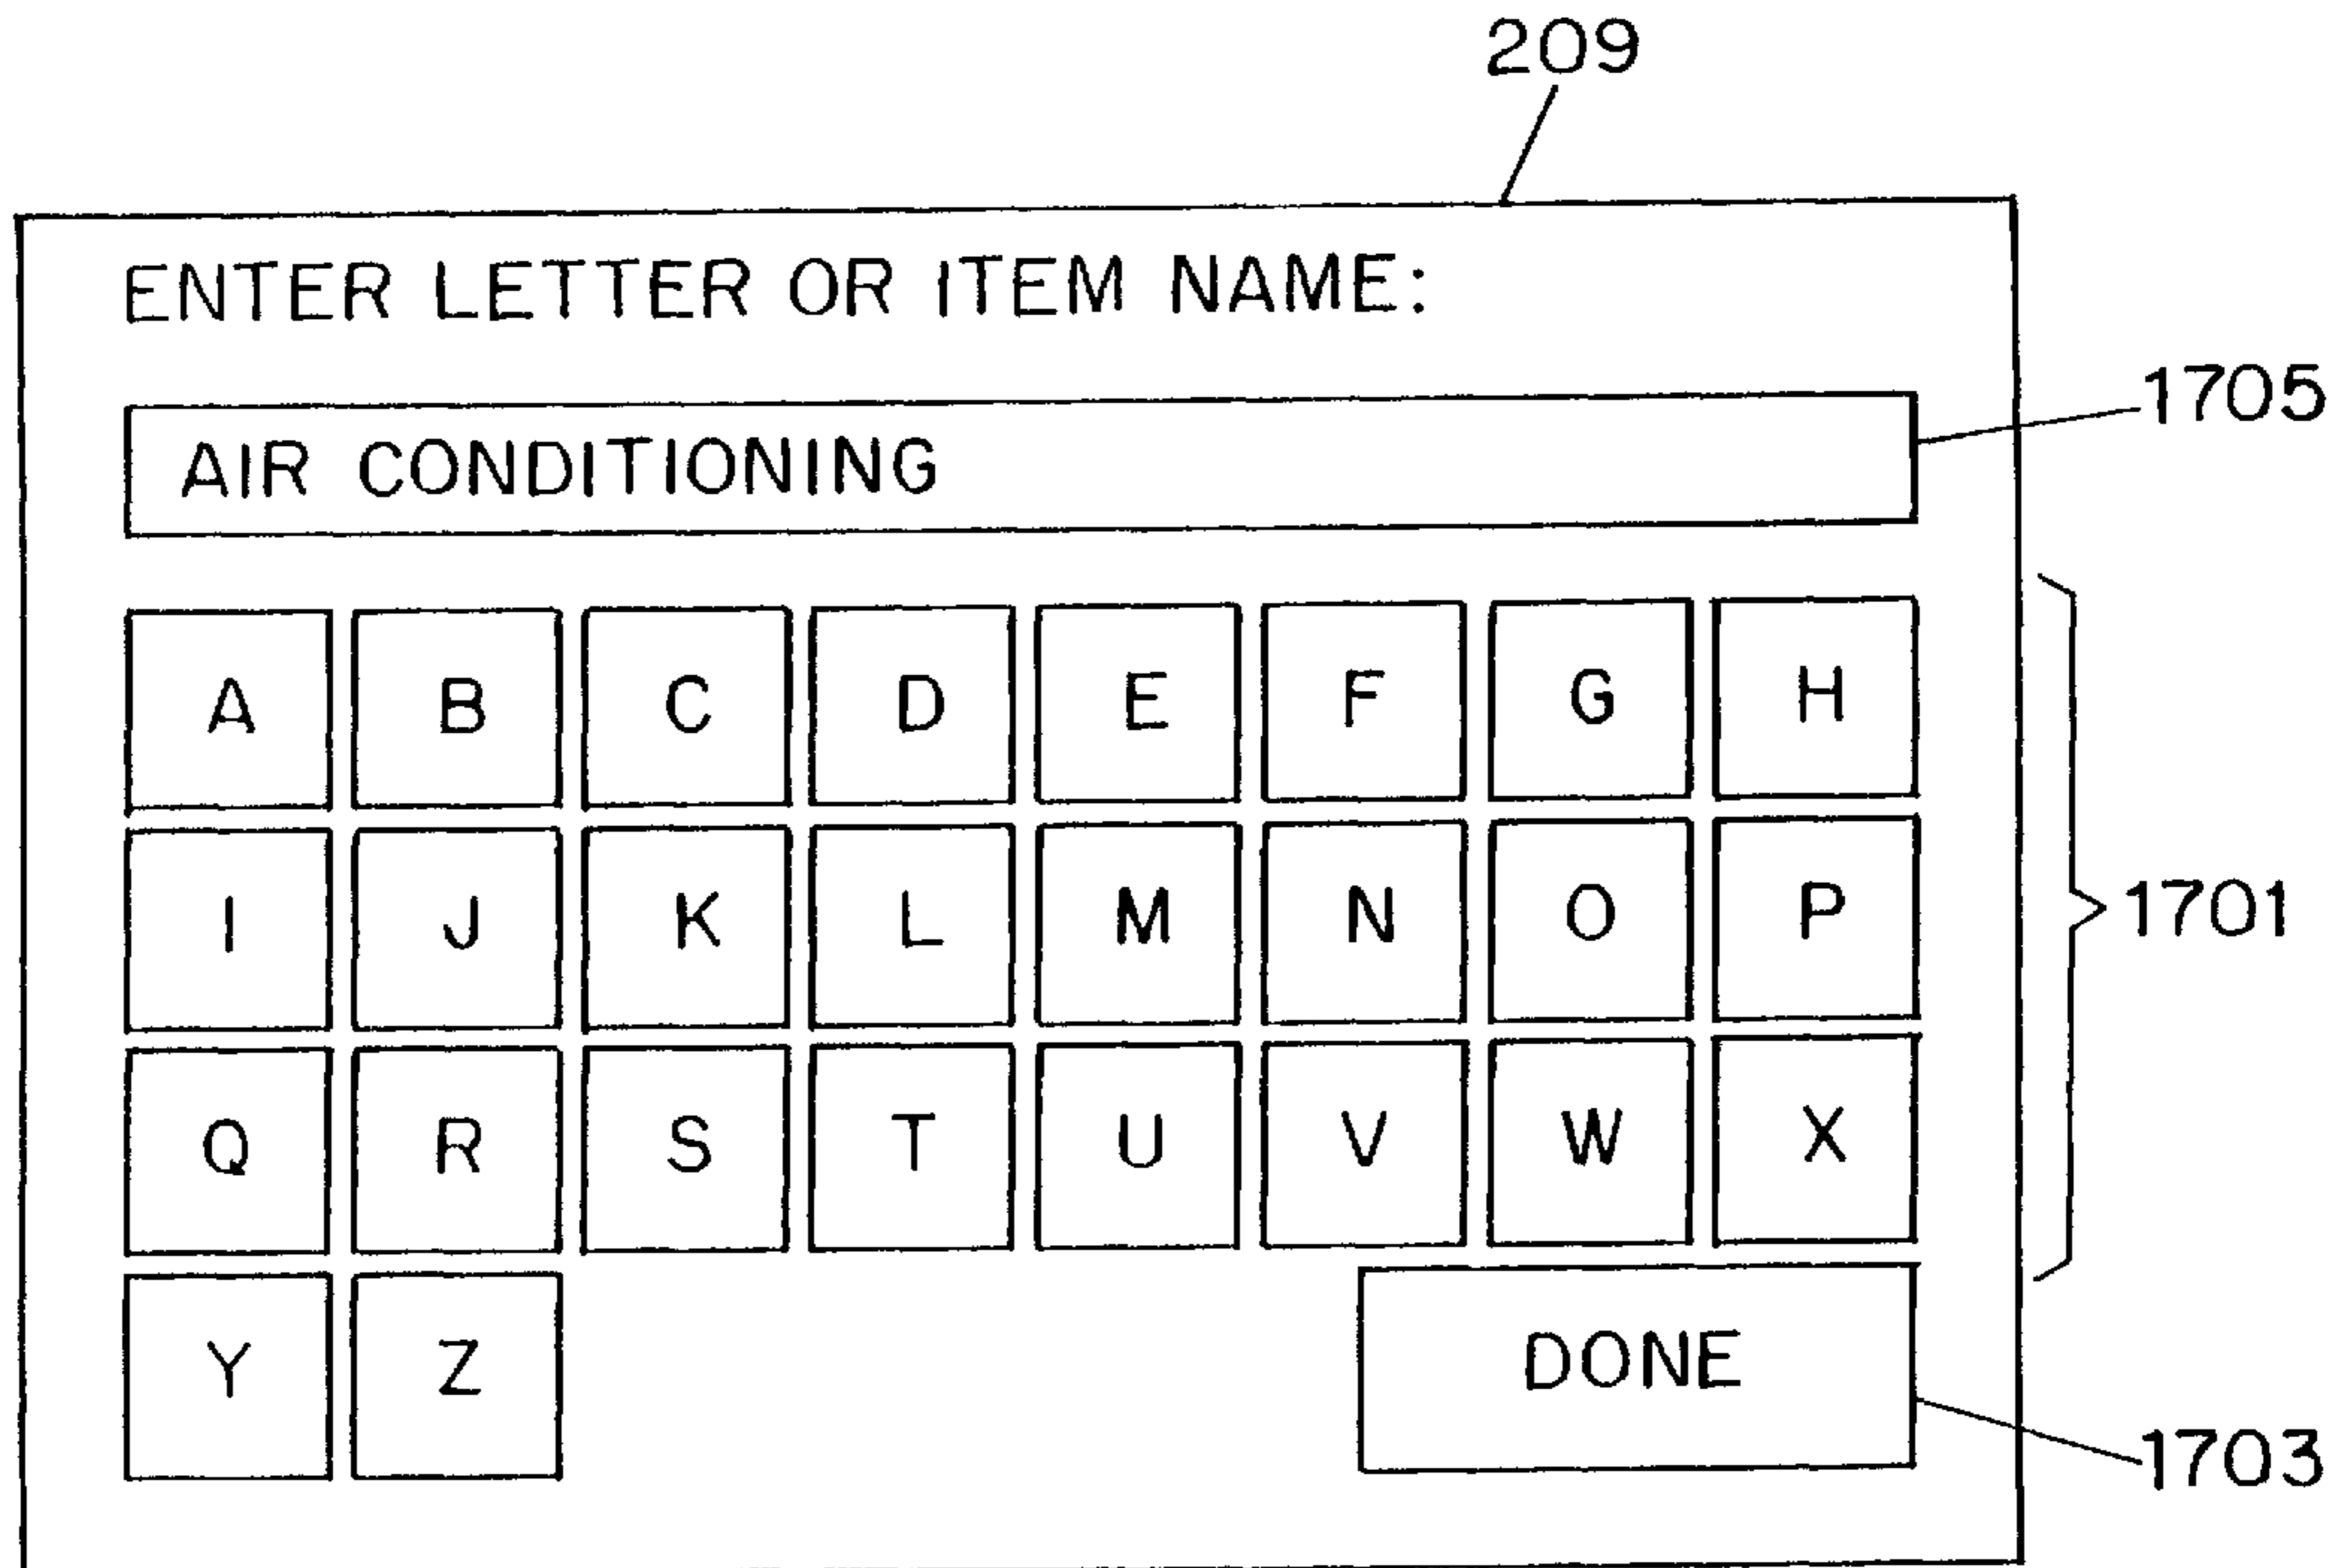 209
ENTER LETTER OR ITEM NAME:
1705
AIR CONDITIONING
A B C D E F G H
I J K L M N O P
1701
Q R S T U V W X
Y Z DONE
1703